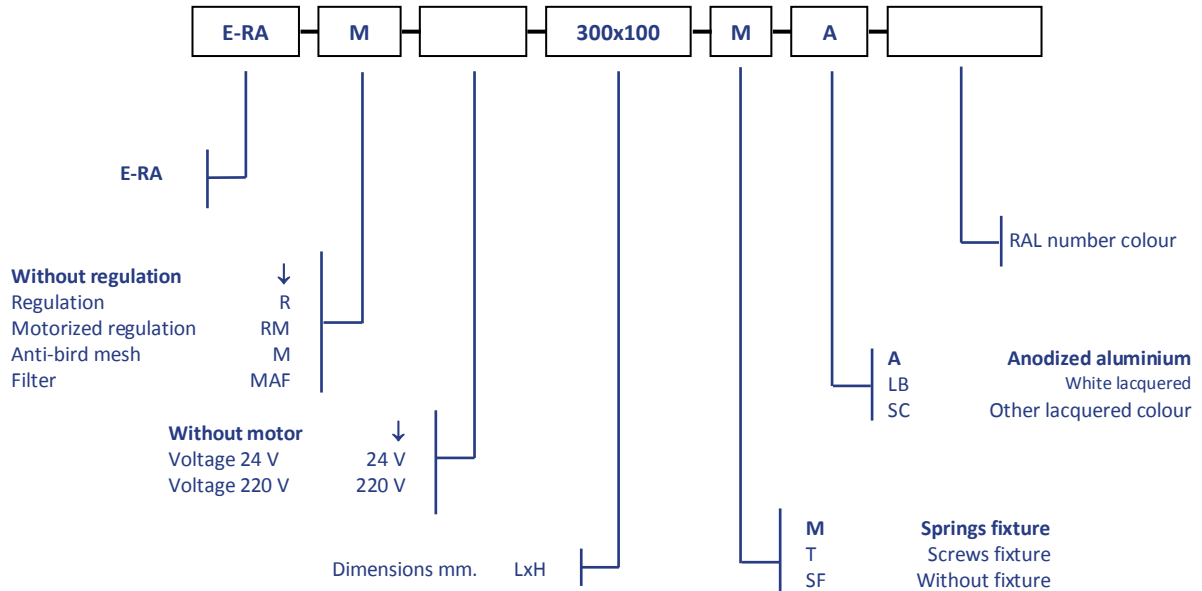 E-RA M 300x100 M A
E-RA
RAL number colour
Without regulation ↓
Regulation R
Motorized regulation RM
Anti-bird mesh M
Filter MAF
A Anodized aluminium
LB White lacquered
SC Other lacquered colour
Without motor ↓
Voltage 24 V 24 V
Voltage 220 V 220 V
M Springs fixture
T Screws fixture
SF Without fixture
Dimensions mm. LxH